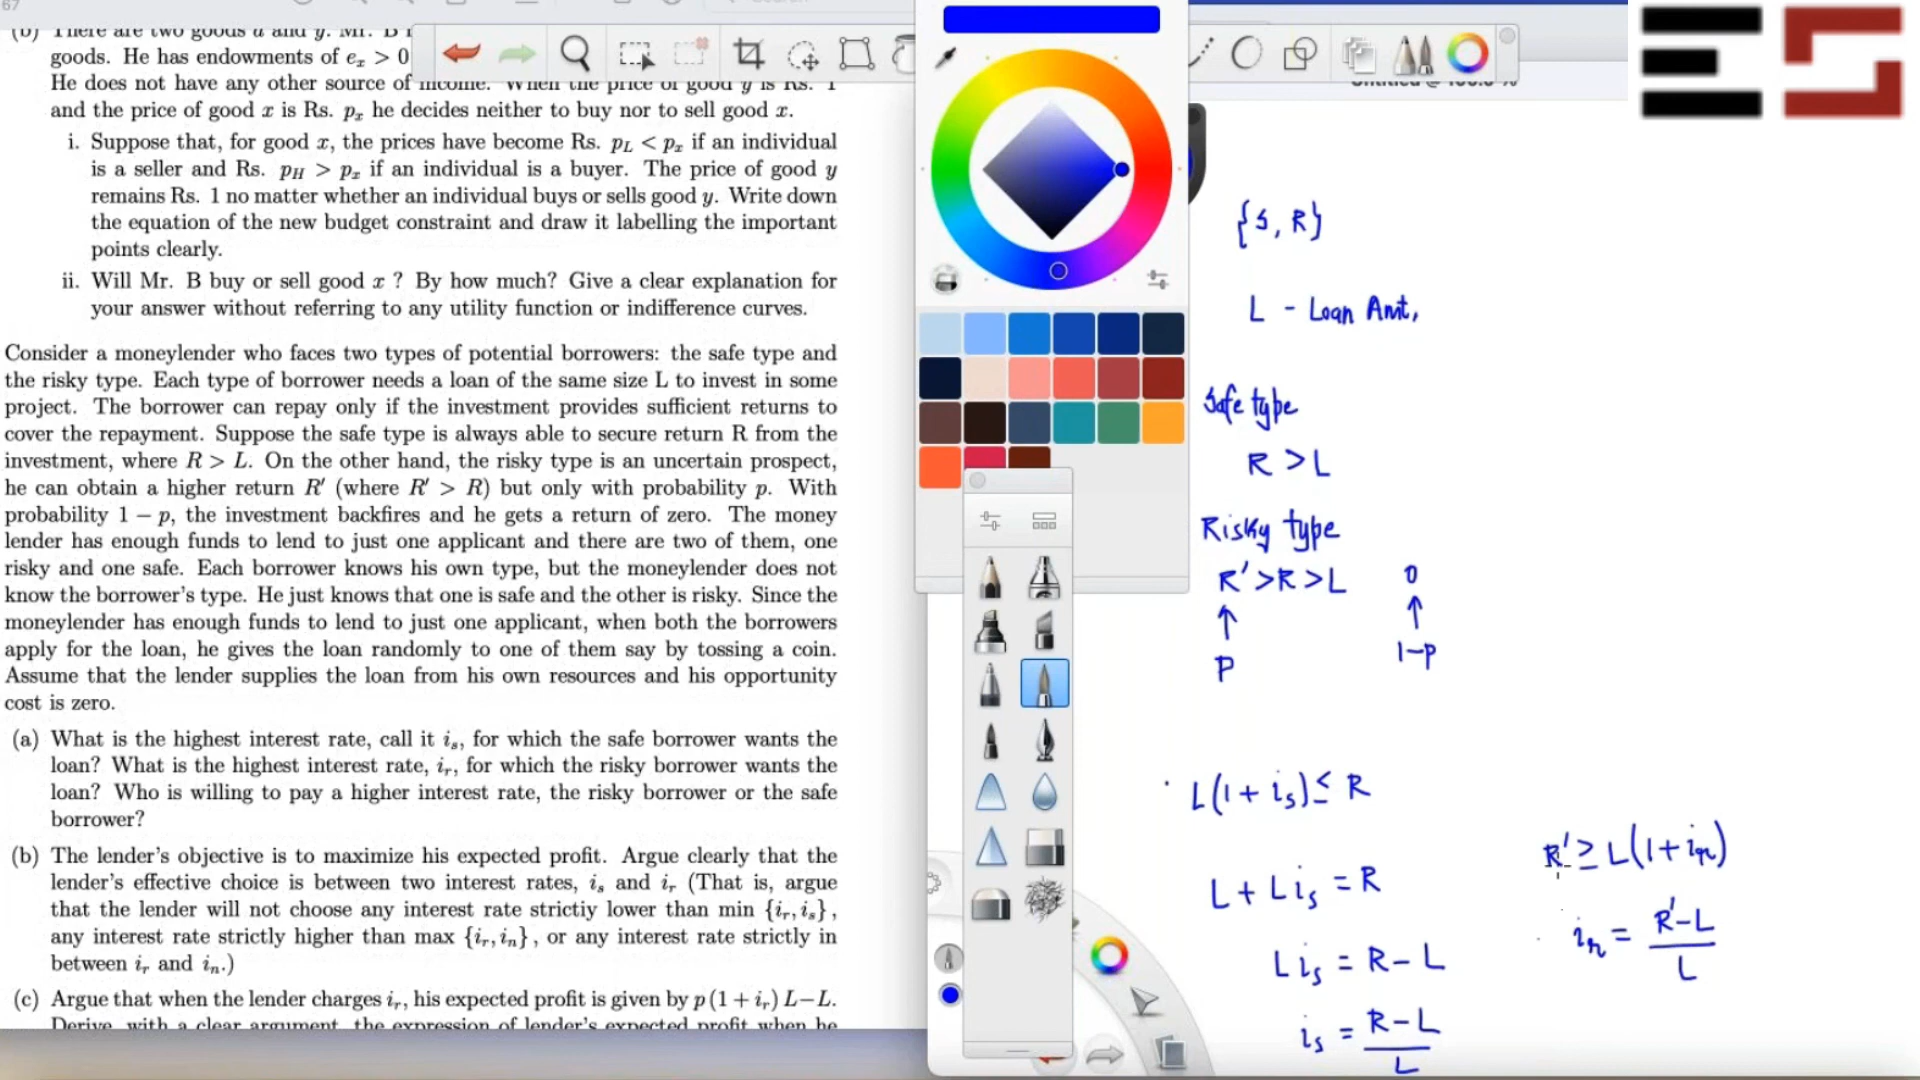 67
(b) There are two goods x and y. Mr. B
goods. He has endowments of eₓ > 0
He does not have any other source of income. When the price of good y is Rs. 1
and the price of good x is Rs. pₓ he decides neither to buy nor to sell good x.
i. Suppose that, for good x, the prices have become Rs. p_L < pₓ if an individual
is a seller and Rs. p_H > pₓ if an individual is a buyer. The price of good y
remains Rs. 1 no matter whether an individual buys or sells good y. Write down
the equation of the new budget constraint and draw it labelling the important
points clearly.
ii. Will Mr. B buy or sell good x ? By how much? Give a clear explanation for
your answer without referring to any utility function or indifference curves.
Consider a moneylender who faces two types of potential borrowers: the safe type and
the risky type. Each type of borrower needs a loan of the same size L to invest in some
project. The borrower can repay only if the investment provides sufficient returns to
cover the repayment. Suppose the safe type is always able to secure return R from the
investment, where R > L. On the other hand, the risky type is an uncertain prospect,
he can obtain a higher return R′ (where R′ > R) but only with probability p. With
probability 1 − p, the investment backfires and he gets a return of zero. The money
lender has enough funds to lend to just one applicant and there are two of them, one
risky and one safe. Each borrower knows his own type, but the moneylender does not
know the borrower's type. He just knows that one is safe and the other is risky. Since the
moneylender has enough funds to lend to just one applicant, when both the borrowers
apply for the loan, he gives the loan randomly to one of them say by tossing a coin.
Assume that the lender supplies the loan from his own resources and his opportunity
cost is zero.
(a) What is the highest interest rate, call it iₛ, for which the safe borrower wants the
loan? What is the highest interest rate, iᵣ, for which the risky borrower wants the
loan? Who is willing to pay a higher interest rate, the risky borrower or the safe
borrower?
(b) The lender's objective is to maximize his expected profit. Argue clearly that the
lender's effective choice is between two interest rates, iₛ and iᵣ (That is, argue
that the lender will not choose any interest rate strictiy lower than min {iᵣ, iₛ} ,
any interest rate strictly higher than max {iᵣ, iₙ} , or any interest rate strictly in
between iᵣ and iₙ.)
(c) Argue that when the lender charges iᵣ, his expected profit is given by p (1 + iᵣ) L−L.
Derive, with a clear argument, the expression of lender's expected profit when he
ES
{S, R}
L - Loan Amt,
Safe type
R > L
Risky type
R' > R > L 0
↑ ↑
P 1-p
L(1 + iₛ) ≤ R
L + L iₛ = R
L iₛ = R - L
iₛ = R - L / L
R' ≥ L(1 + iᵣ)
iᵣ = R' - L / L